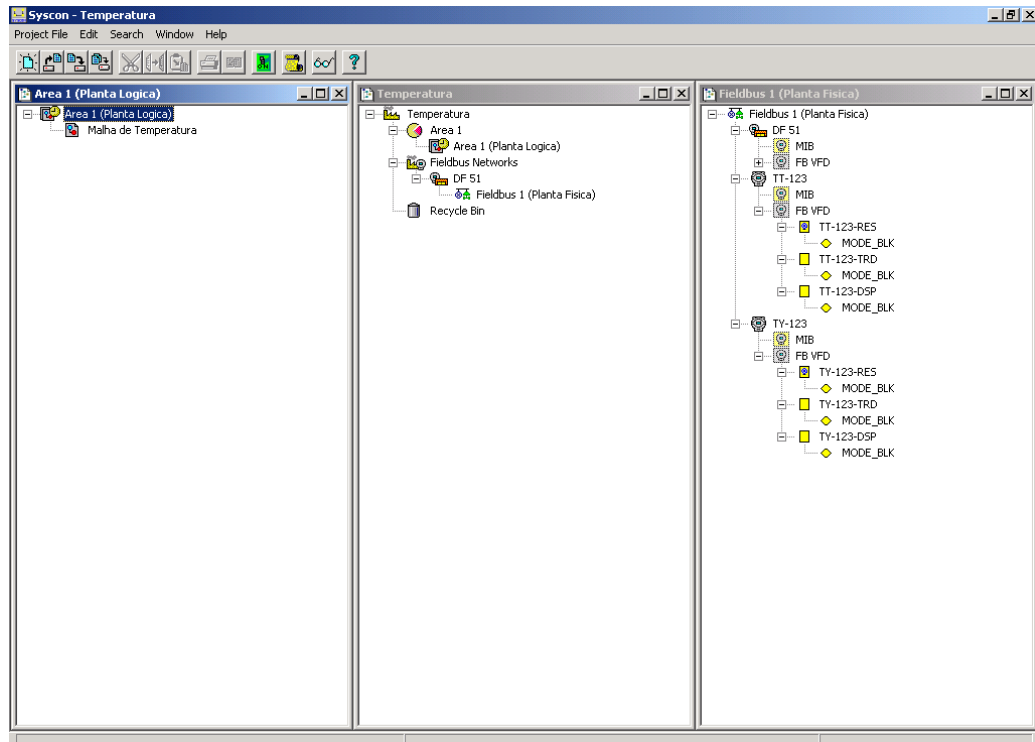 Syscon - Temperatura
Project File Edit Search Window Help
Area 1 (Planta Logica)
Area 1 (Planta Logica)
Malha de Temperatura
Temperatura
Temperatura
Area 1
Area 1 (Planta Logica)
Fieldbus Networks
DF 51
Fieldbus 1 (Planta Fisica)
Recycle Bin
Fieldbus 1 (Planta Fisica)
Fieldbus 1 (Planta Fisica)
DF 51
MIB
FB VFD
TT-123
MIB
FB VFD
TT-123-RES
MODE_BLK
TT-123-TRD
MODE_BLK
TT-123-DSP
MODE_BLK
TY-123
MIB
FB VFD
TY-123-RES
MODE_BLK
TY-123-TRD
MODE_BLK
TY-123-DSP
MODE_BLK